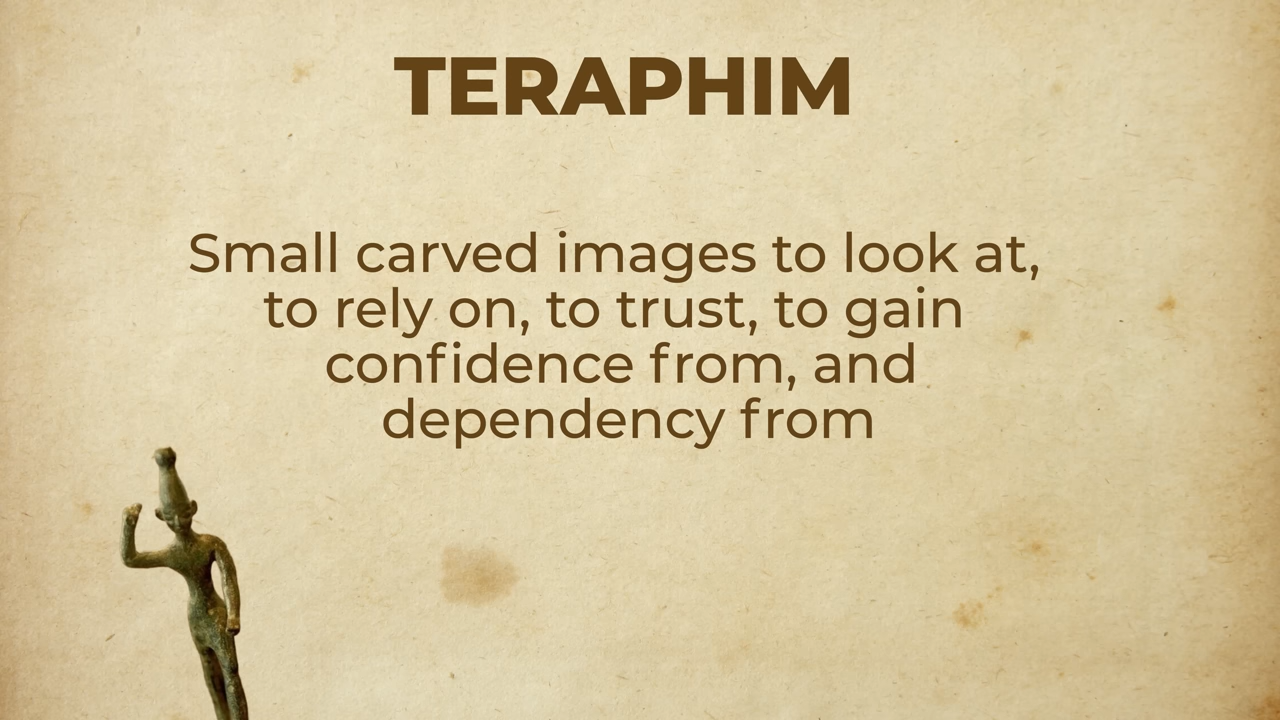 TERAPHIM
Small carved images to look at,
to rely on, to trust, to gain
confidence from, and
dependency from